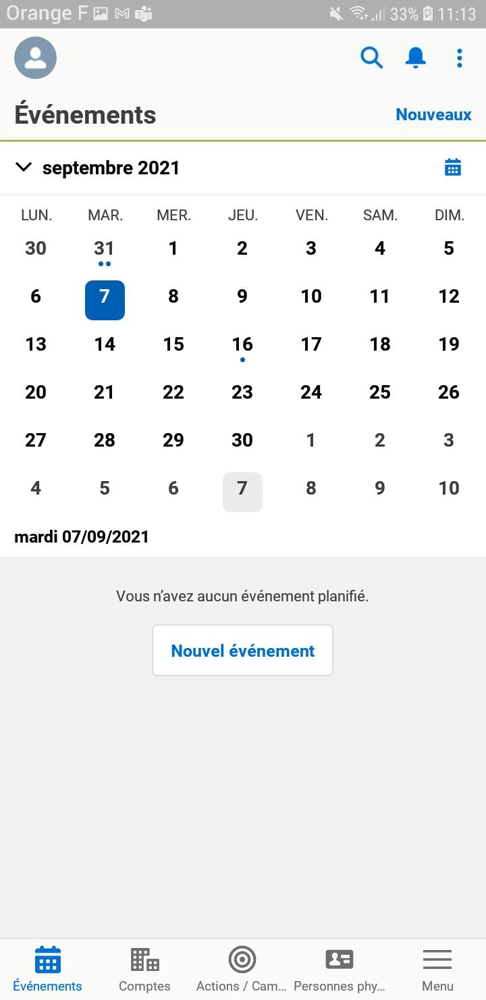 Orange F 33% 11:13
Événements Nouveaux
septembre 2021
LUN. MAR. MER. JEU. VEN. SAM. DIM.
30 31 1 2 3 4 5
6 7 8 9 10 11 12
13 14 15 16 17 18 19
20 21 22 23 24 25 26
27 28 29 30 1 2 3
4 5 6 7 8 9 10
mardi 07/09/2021
Vous n’avez aucun événement planifié.
Nouvel événement
Événements Comptes Actions / Cam... Personnes phy... Menu